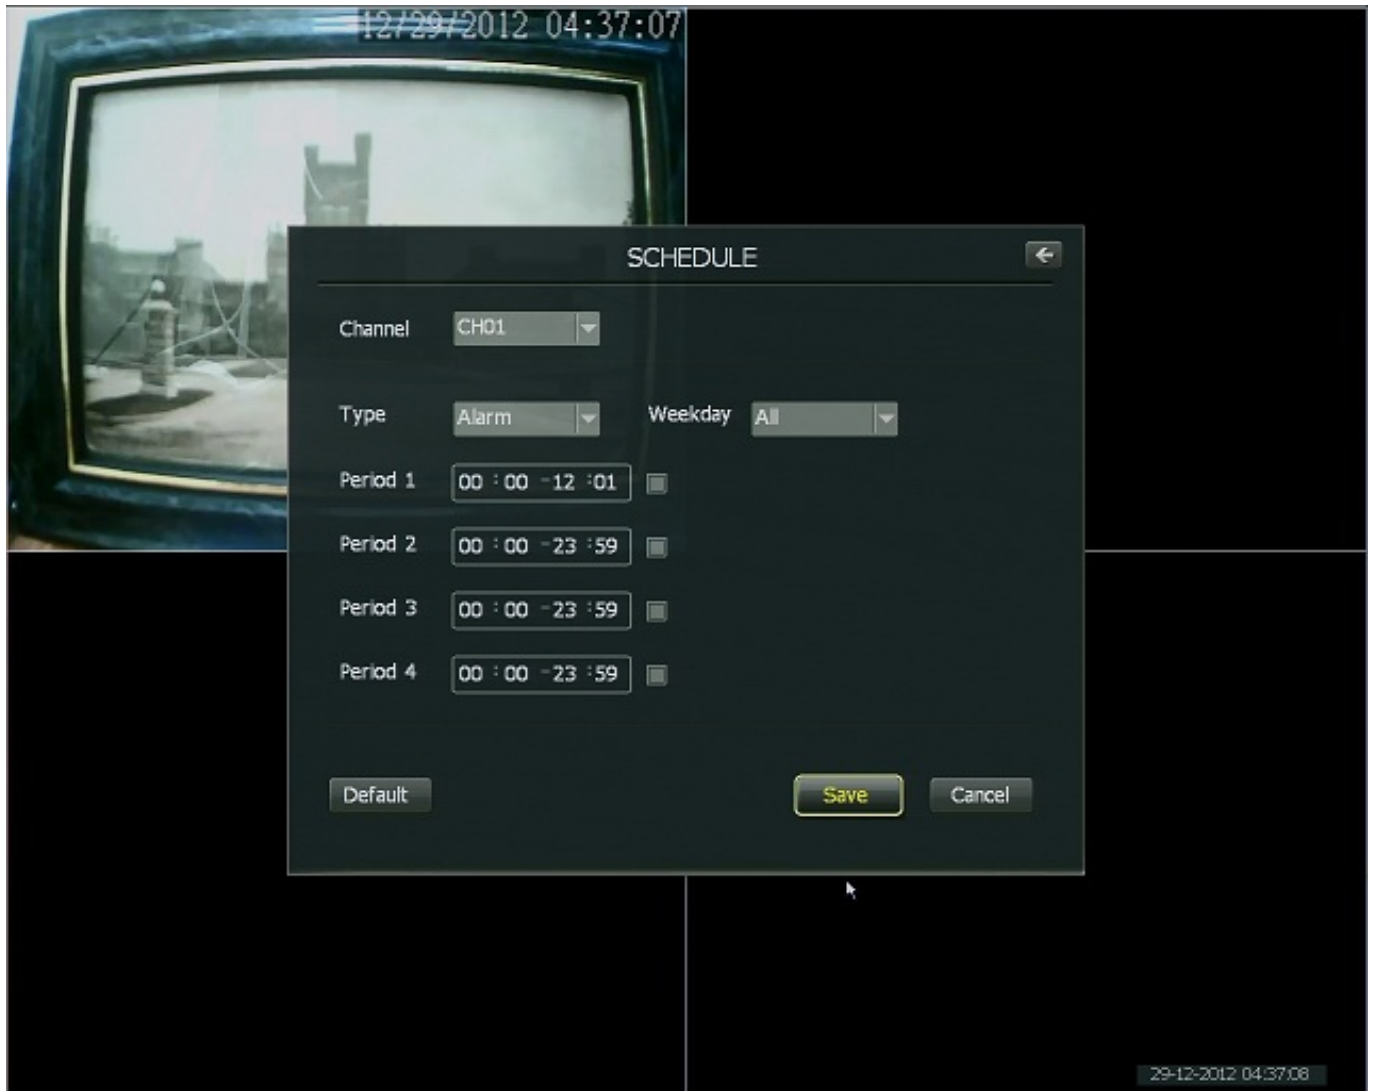 12/29/2012 04:37:07
SCHEDULE
Channel CH01
Type Alarm Weekday All
Period 1 00 : 00 - 12 : 01
Period 2 00 : 00 - 23 : 59
Period 3 00 : 00 - 23 : 59
Period 4 00 : 00 - 23 : 59
Default Save Cancel
29-12-2012 04:37:08